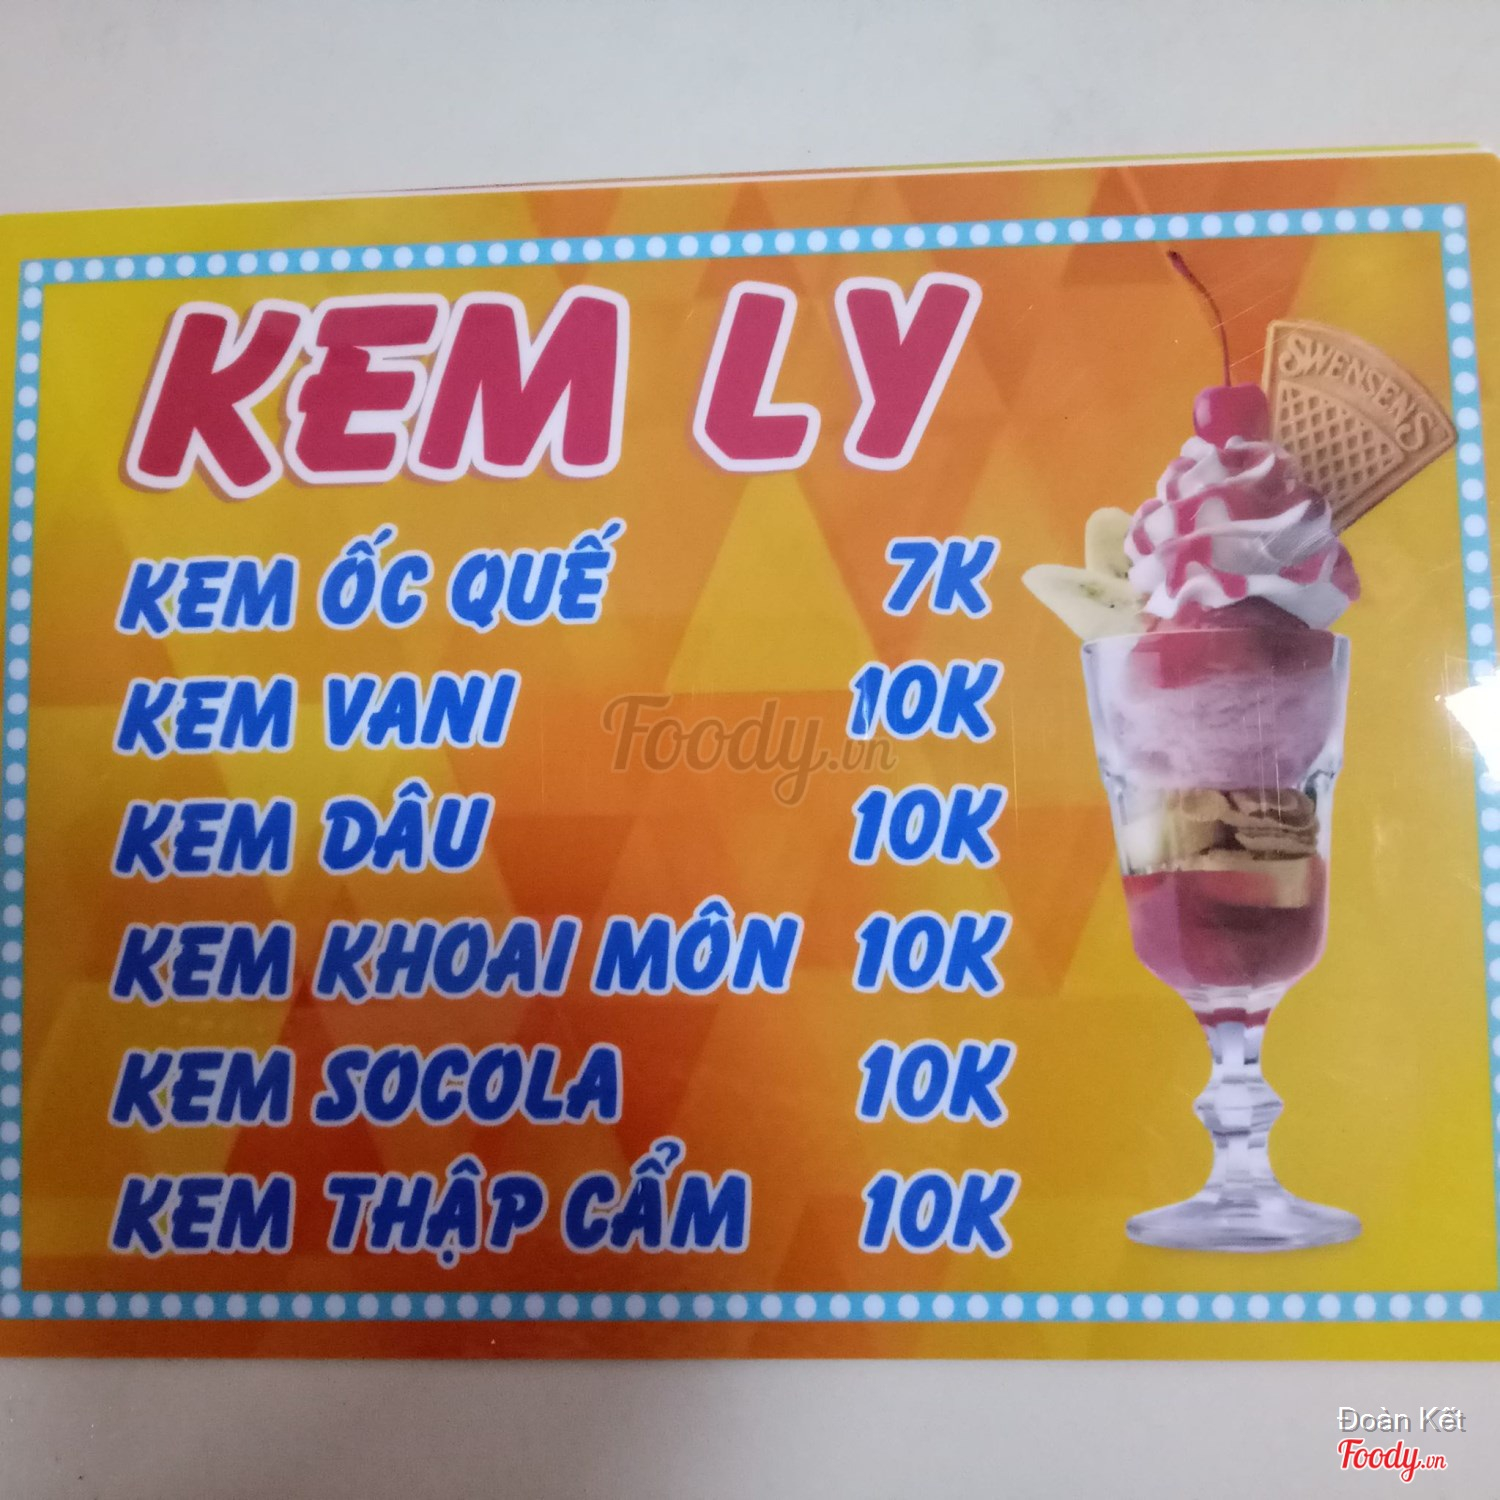 KEM LY
SWENSEN'S
KEM ỐC QUẾ 7K
KEM VANI 10K
Foody.vn
KEM DÂU 10K
KEM KHOAI MÔN 10K
KEM SOCOLA 10K
KEM THẬP CẨM 10K
Đoàn Kết
Foody.vn